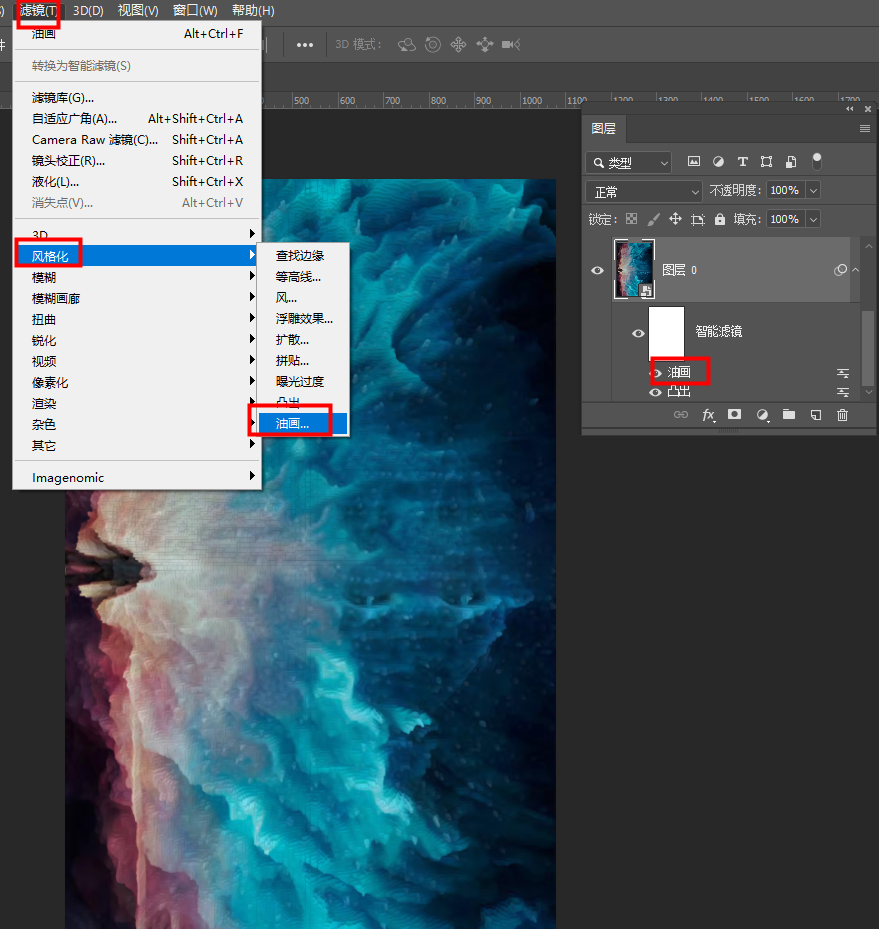 滤镜(T) 3D(D) 视图(V) 窗口(W) 帮助(H)
油画 Alt+Ctrl+F
3D 模式:
转换为智能滤镜(S)
滤镜库(G)...
自适应广角(A)... Alt+Shift+Ctrl+A
Camera Raw 滤镜(C)... Shift+Ctrl+A
镜头校正(R)... Shift+Ctrl+R
液化(L)... Shift+Ctrl+X
消失点(V)... Alt+Ctrl+V
3D
风格化
模糊
模糊画廊
扭曲
锐化
视频
像素化
渲染
杂色
其它
Imagenomic
查找边缘
等高线...
风...
浮雕效果...
扩散...
拼贴...
曝光过度
凸出...
油画...
500 600 700 800 900 1000 1100 1200 1300 1400 1500 1600 1700
图层
类型
正常 不透明度: 100%
锁定: 填充: 100%
图层 0
智能滤镜
油画
凸出
fx